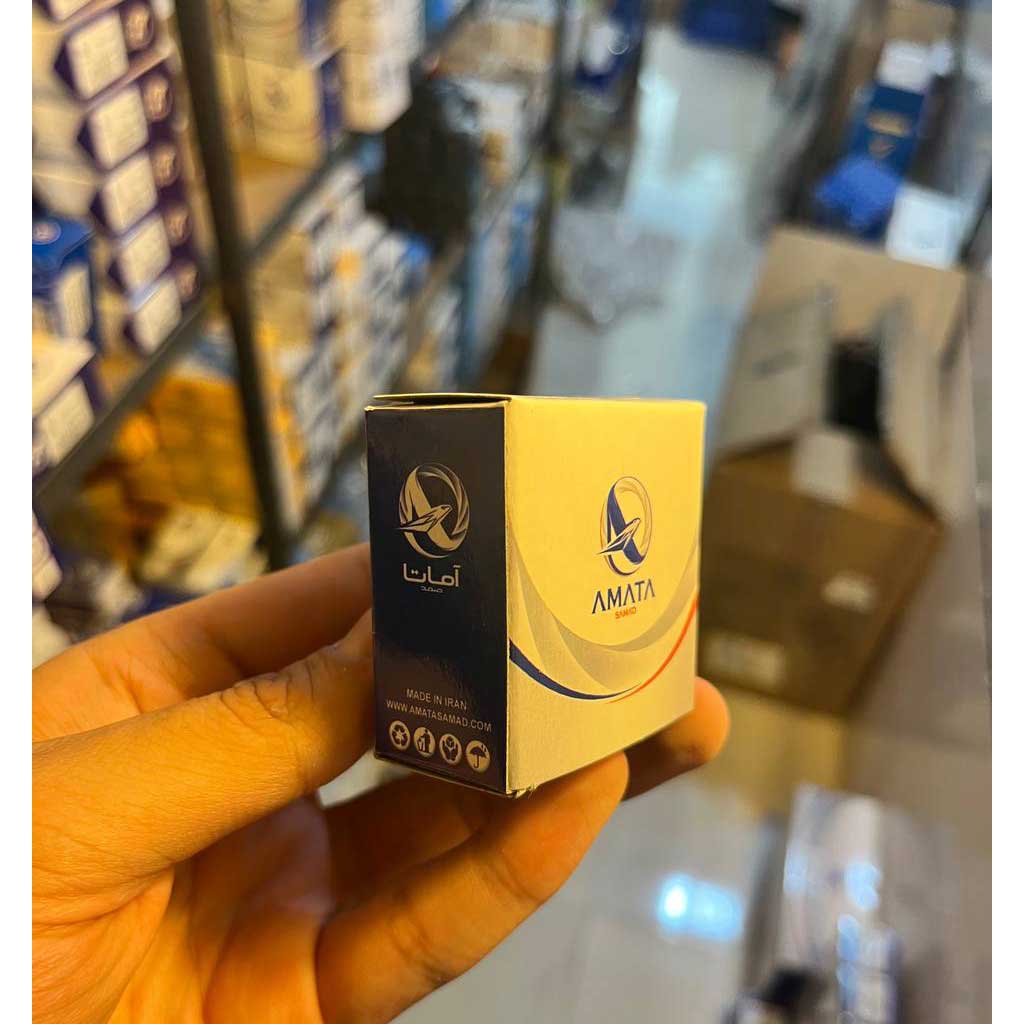 آماتا
صمد
MADE IN IRAN
WWW.AMATASAMAD.COM
AMATA
SAMAD